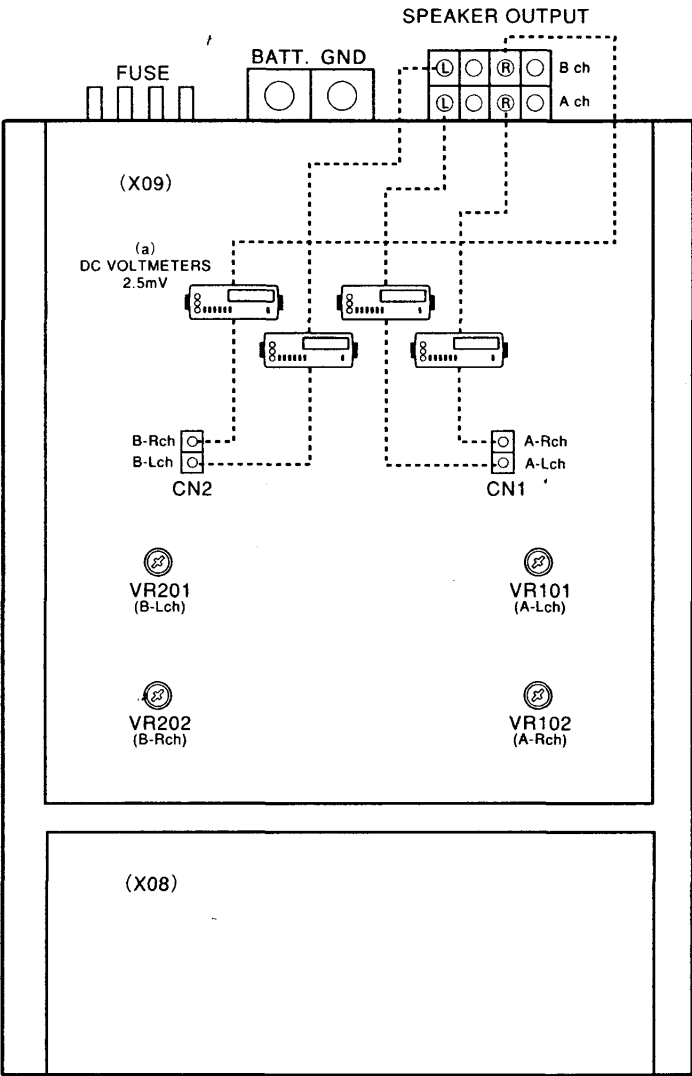 SPEAKER OUTPUT
BATT. GND
FUSE
L R B ch
L R A ch
(X09)
(a)
DC VOLTMETERS
2.5mV
B-Rch
B-Lch
CN2
A-Rch
A-Lch
CN1
VR201
(B-Lch)
VR101
(A-Lch)
VR202
(B-Rch)
VR102
(A-Rch)
(X08)